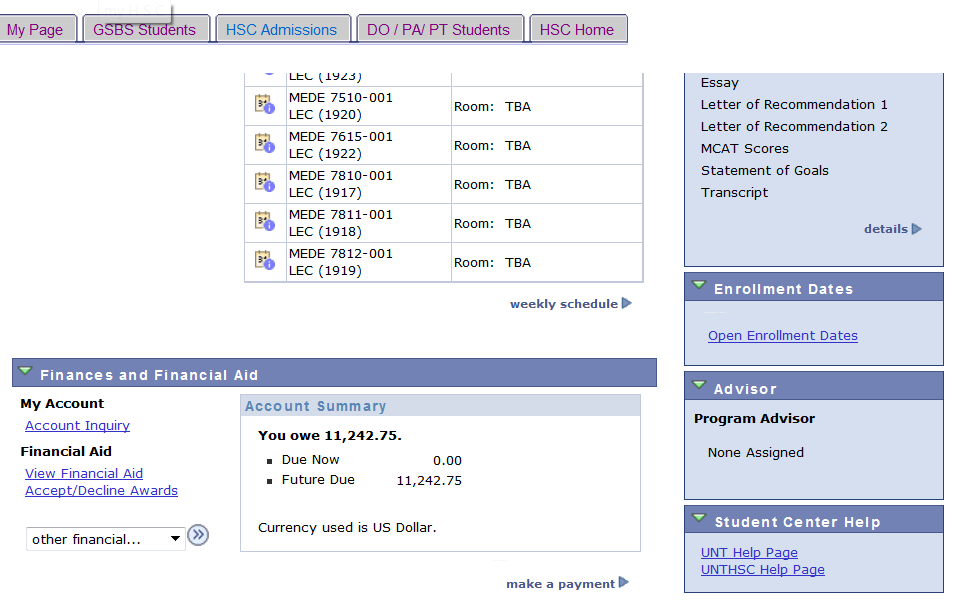 My Page GSBS Students HSC Admissions DO / PA/ PT Students HSC Home
LEC (1923)
MEDE 7510-001
LEC (1920)
Room: TBA
MEDE 7615-001
LEC (1922)
Room: TBA
MEDE 7810-001
LEC (1917)
Room: TBA
MEDE 7811-001
LEC (1918)
Room: TBA
MEDE 7812-001
LEC (1919)
Room: TBA
weekly schedule
Finances and Financial Aid
My Account
Account Inquiry
Financial Aid
View Financial Aid
Accept/Decline Awards
other financial...
Account Summary
You owe 11,242.75.
Due Now 0.00
Future Due 11,242.75
Currency used is US Dollar.
make a payment
Essay
Letter of Recommendation 1
Letter of Recommendation 2
MCAT Scores
Statement of Goals
Transcript
details
Enrollment Dates
Open Enrollment Dates
Advisor
Program Advisor
None Assigned
Student Center Help
UNT Help Page
UNTHSC Help Page